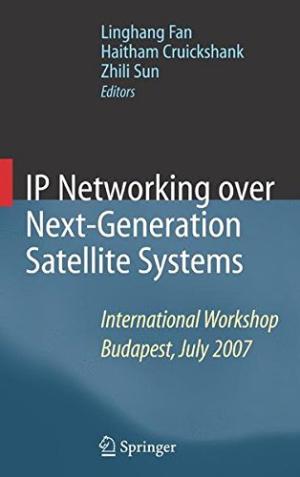 Linghang Fan
Haitham Cruickshank
Zhili Sun
Editors
IP Networking over
Next-Generation
Satellite Systems
International Workshop
Budapest, July 2007
Springer